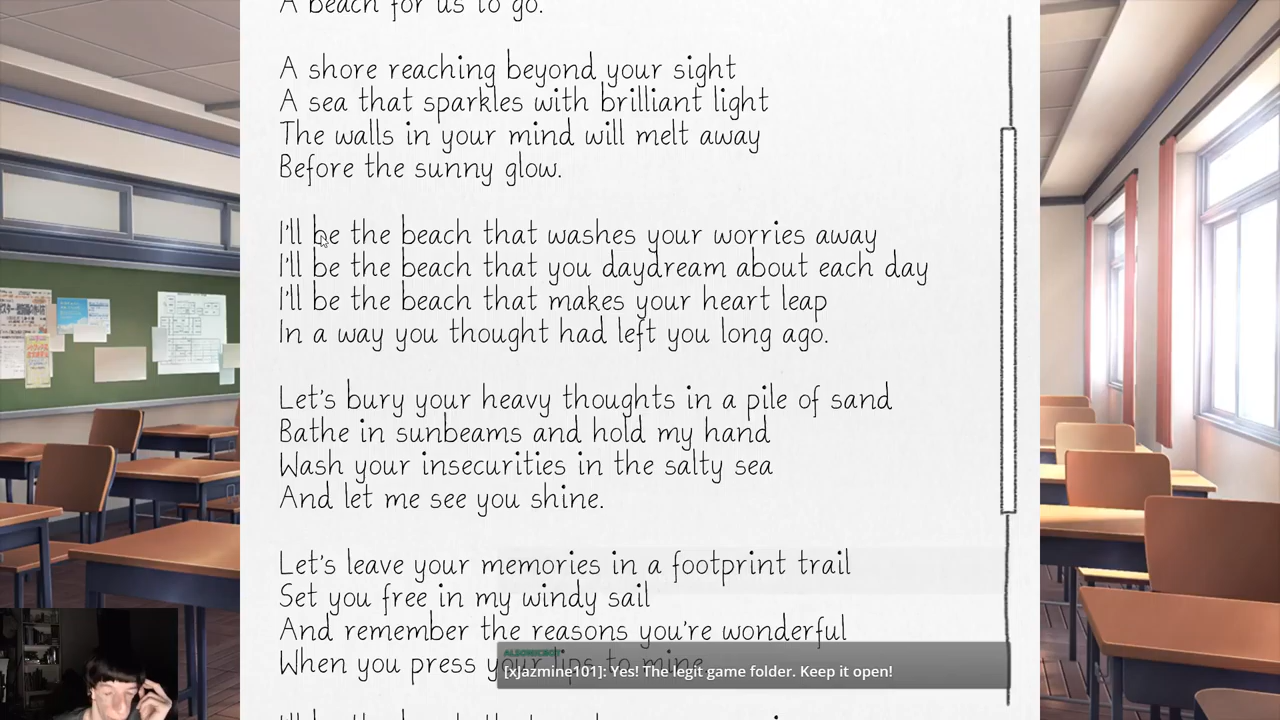 A beach for us to go.
A shore reaching beyond your sight
A sea that sparkles with brilliant light
The walls in your mind will melt away
Before the sunny glow.
I'll be the beach that washes your worries away
I'll be the beach that you daydream about each day
I'll be the beach that makes your heart leap
In a way you thought had left you long ago.
Let's bury your heavy thoughts in a pile of sand
Bathe in sunbeams and hold my hand
Wash your insecurities in the salty sea
And let me see you shine.
Let's leave your memories in a footprint trail
Set you free in my windy sail
And remember the reasons you're wonderful
When you press your lips to mine.
[xJazmine101]: Yes! The legit game folder. Keep it open!